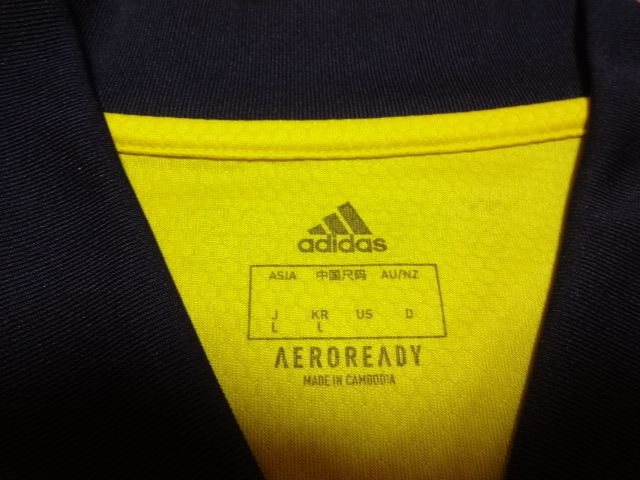 adidas
ASIA 中国尺码 AU/NZ
J KR US D
L L
AEROREADY
MADE IN CAMBODIA